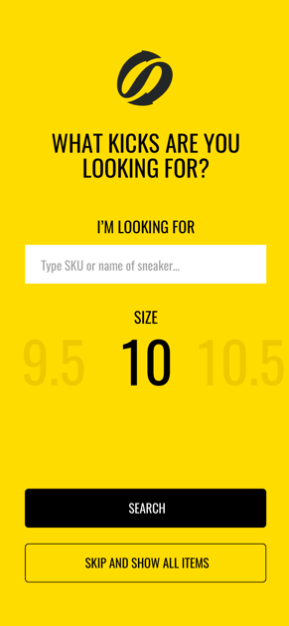 WHAT KICKS ARE YOU
LOOKING FOR?
I'M LOOKING FOR
Type SKU or name of sneaker...
SIZE
9.5 10 10.5
SEARCH
SKIP AND SHOW ALL ITEMS